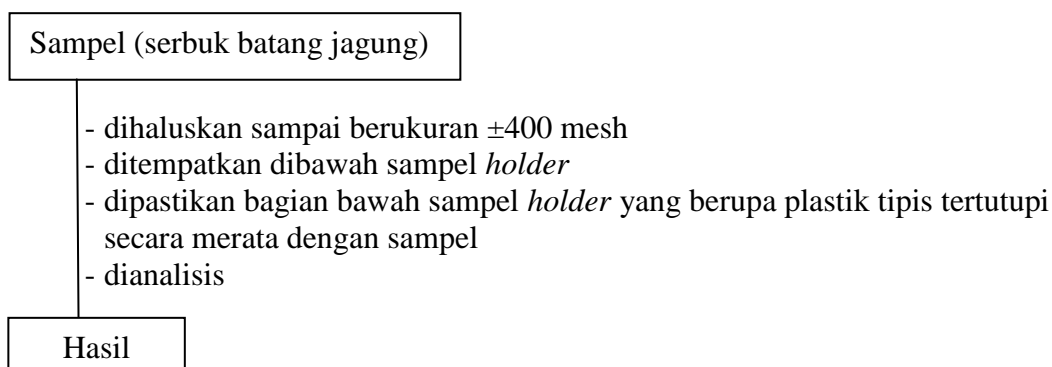 Sampel (serbuk batang jagung)
- dihaluskan sampai berukuran ±400 mesh
- ditempatkan dibawah sampel holder
- dipastikan bagian bawah sampel holder yang berupa plastik tipis tertutupi
secara merata dengan sampel
- dianalisis
Hasil